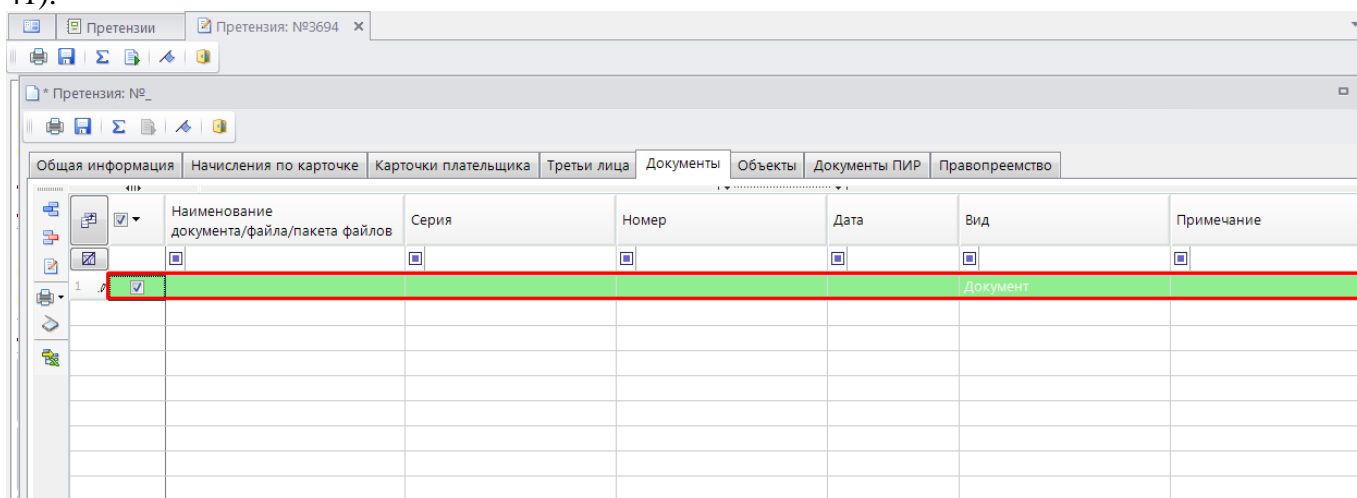 41).
Претензии Претензия: №3694
* Претензия: №_
Общая информация Начисления по карточке Карточки плательщика Третьи лица Документы Объекты Документы ПИР Правопреемство
Наименование документа/файла/пакета файлов Серия Номер Дата Вид Примечание
1 Документ